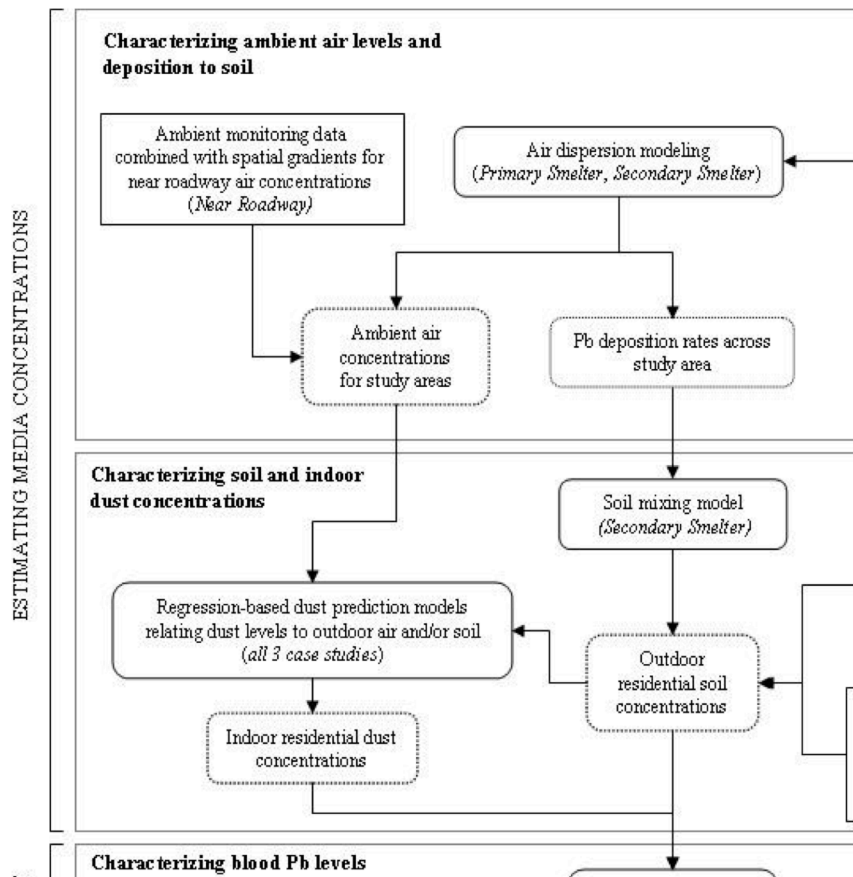 Characterizing ambient air levels and
deposition to soil
Ambient monitoring data
combined with spatial gradients for
near roadway air concentrations
(Near Roadway)
Air dispersion modeling
(Primary Smelter, Secondary Smelter)
Ambient air
concentrations
for study areas
Pb deposition rates across
study area
ESTIMATING MEDIA CONCENTRATIONS
Characterizing soil and indoor
dust concentrations
Soil mixing model
(Secondary Smelter)
Regression-based dust prediction models
relating dust levels to outdoor air and/or soil
(all 3 case studies)
Outdoor
residential soil
concentrations
Indoor residential dust
concentrations
Characterizing blood Pb levels